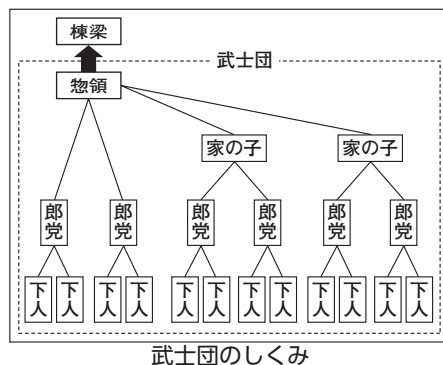 棟梁
武士団
惣領
家の子 家の子
郎党 郎党 郎党 郎党 郎党 郎党
下人 下人 下人 下人 下人 下人 下人 下人 下人 下人 下人 下人
武士団のしくみ